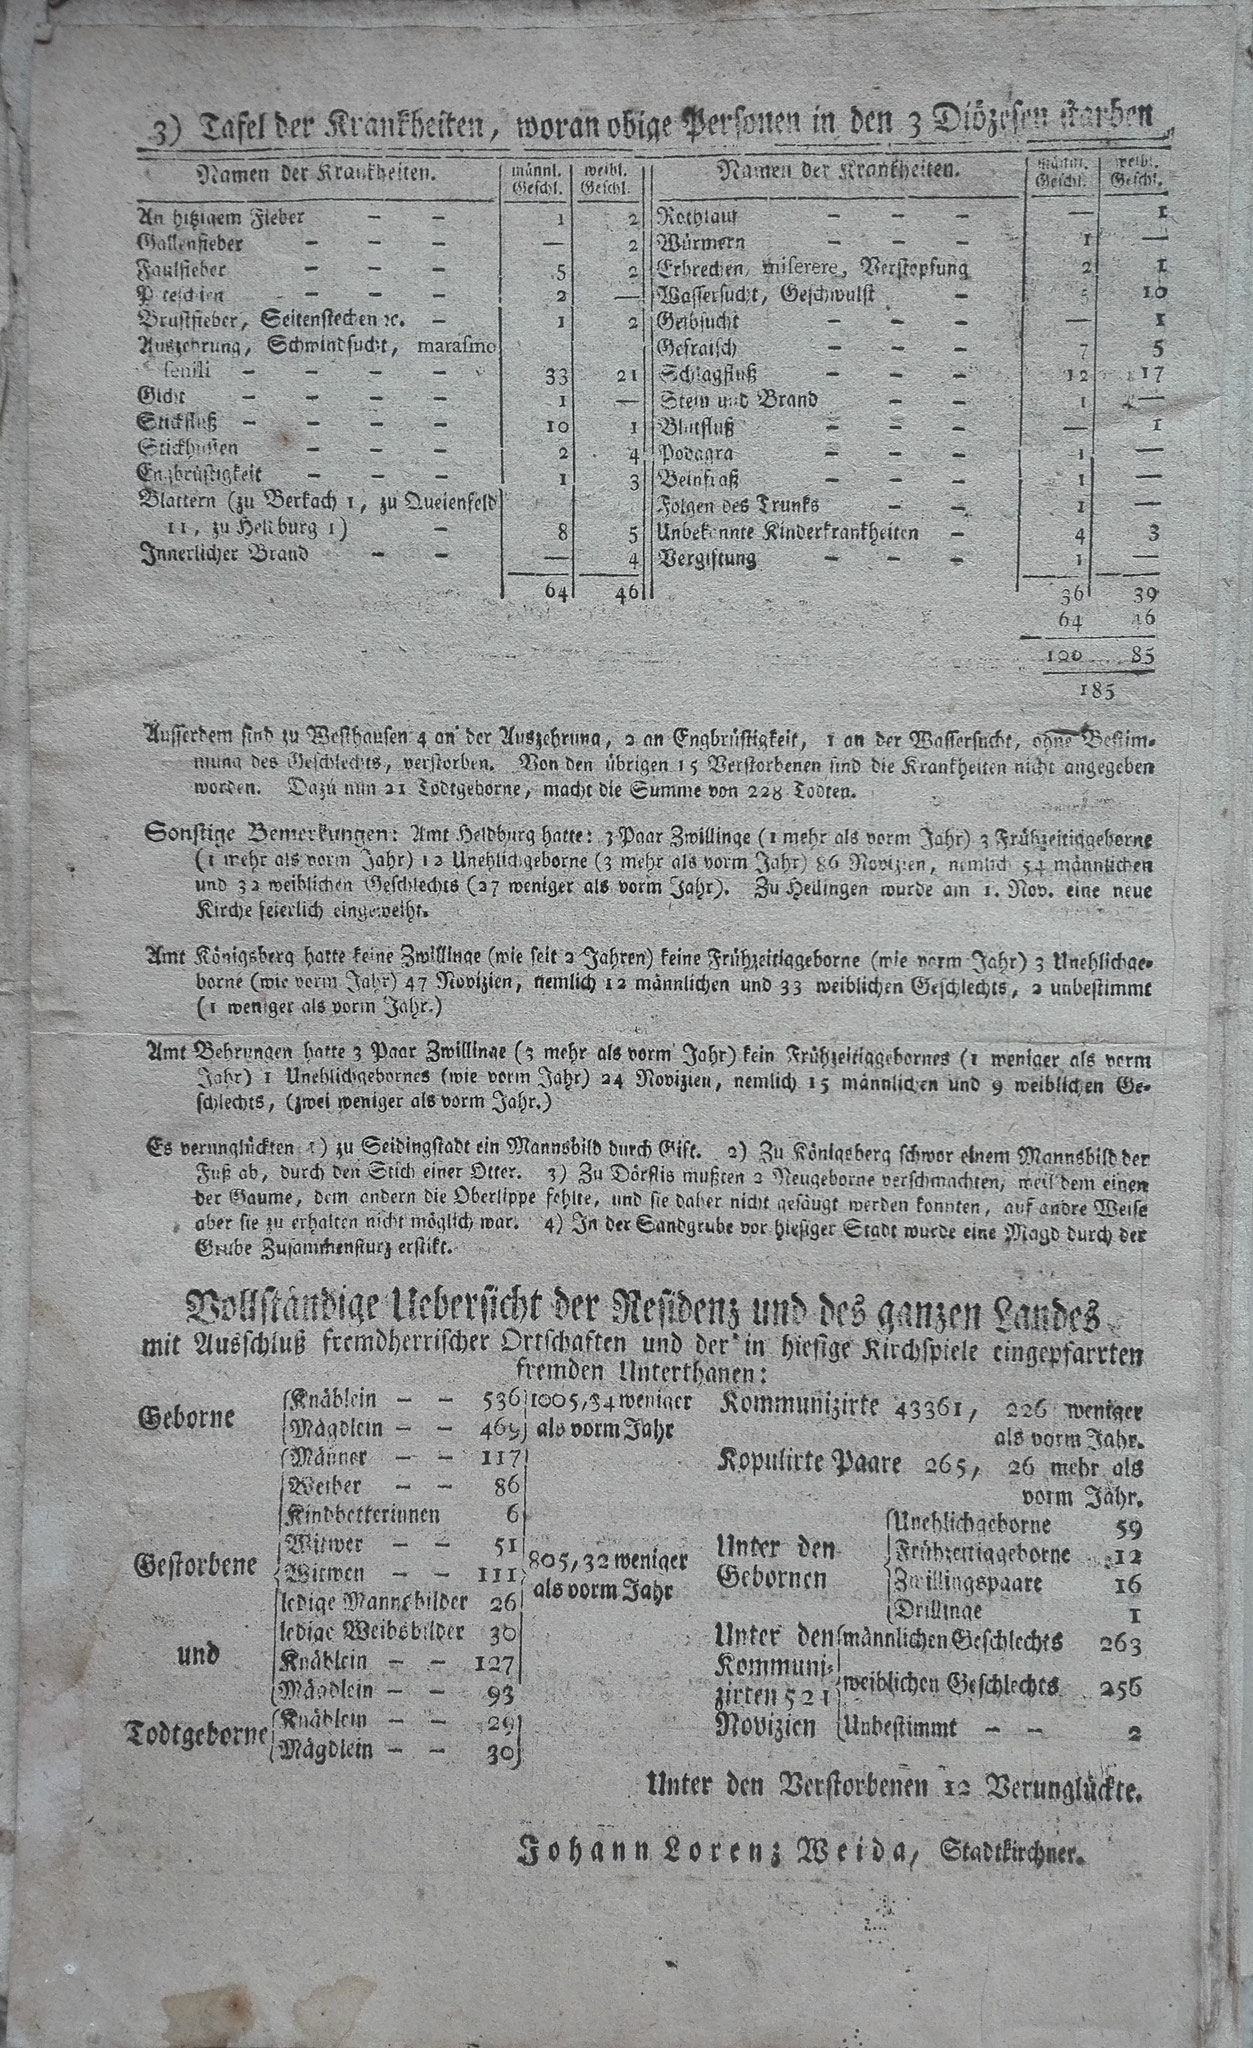 3) Tafel der Krankheiten, woran obige Personen in den 3 Diözesen starben
Namen der Krankheiten. männl. Geschl. weibl. Geschl.
An hitzigem Fieber — — 1 2
Gallenfieber — — — — 2
Faulfieber — — — 5 2
Petechien — — — 2 —
Brustfieber, Seitenstechen ꝛc. — 1 2
Auszehrung, Schwindsucht, marasmo
senili — — — — 33 21
Gicht — — — 1 —
Stickfluß — — — — 10 1
Stickhusten — — — 2 4
Engbrüstigkeit — — — 1 3
Blattern (zu Berkach 1, zu Queienfeld
11, zu Heldburg 1) — 8 5
Innerlicher Brand — — — 4
64 46
Namen der Krankheiten. männl. Geschl. weibl. Geschl.
Rothlauf — — — — 1
Würmern — — — 1 —
Erbrechen, miserere, Verstopfung 2 1
Wassersucht, Geschwulst — 5 10
Gelbsucht — — — — 1
Gefraisch — — — 7 5
Schlagfluß — — — 12 17
Stein und Brand — — 1 —
Blutfluß — — — — 1
Podagra — — — 1 —
Beinfraß — — — 1 —
Folgen des Trunks — — 1 —
Unbekannte Kinderkrankheiten — 4 3
Vergiftung — — — 1 —
36 39
64 46
100 85
185
Ausserdem sind zu Westhausen 4 an der Auszehrung, 2 an Engbrüstigkeit, 1 an der Wassersucht, ohne Bestim-
mung des Geschlechts, verstorben. Von den übrigen 15 Verstorbenen sind die Krankheiten nicht angegeben
worden. Dazu nun 21 Todtgeborne, macht die Summe von 228 Todten.
Sonstige Bemerkungen: Amt Heldburg hatte: 3 Paar Zwillinge (1 mehr als vorm Jahr) 3 Frühzeitiggeborne
(1 mehr als vorm Jahr) 12 Unehlichgeborne (3 mehr als vorm Jahr) 86 Novizien, nemlich 54 männlichen
und 32 weiblichen Geschlechts (27 weniger als vorm Jahr). Zu Hellingen wurde am 1. Nov. eine neue
Kirche feierlich eingeweiht.
Amt Königsberg hatte keine Zwillinge (wie seit 2 Jahren) keine Frühzeitiggeborne (wie vorm Jahr) 3 Unehlichge-
borne (wie vorm Jahr) 47 Novizien, nemlich 12 männlichen und 33 weiblichen Geschlechts, 2 unbestimmt
(1 weniger als vorm Jahr.)
Amt Behrungen hatte 3 Paar Zwillinge (3 mehr als vorm Jahr) kein Frühzeitiggebornes (1 weniger als vorm
Jahr) 1 Unehlichgebornes (wie vorm Jahr) 24 Novizien, nemlich 15 männlichen und 9 weiblichen Ge-
schlechts, (zwei weniger als vorm Jahr.)
Es verunglückten 1) zu Seidingstadt ein Mannsbild durch Gift. 2) Zu Königsberg schwor einem Mannsbild der
Fuß ab, durch den Stich einer Otter. 3) Zu Dörflis mußten 2 Neugeborne verschmachten, weil dem einen
der Gaume, dem andern die Oberlippe fehlte, und sie daher nicht gesäugt werden konnten, auf andre Weise
aber sie zu erhalten nicht möglich war. 4) In der Sandgrube vor hiesiger Stadt wurde eine Magd durch der
Grube Zusammensturz erstikt.
Vollständige Uebersicht der Residenz und des ganzen Landes
mit Ausschluß fremdherrischer Ortschaften und der in hiesige Kirchspiele eingepfarrten
fremden Unterthanen:
Geborne
Knäblein — — 536
Mägdlein — — 469
1005, 34 weniger
als vorm Jahr
Gestorbene
und
Todtgeborne
Männer — — 117
Weiber — — 86
Kindbetterinnen 6
Witwer — — 51
Witwen — — 111
ledige Mannsbilder 26
ledige Weibsbilder 30
Knäblein — — 127
Mägdlein — — 93
Knäblein — — 29
Mägdlein — — 30
805, 32 weniger
als vorm Jahr
Kommunizirte 43361, 226 weniger
als vorm Jahr.
Kopulirte Paare 265, 26 mehr als
vorm Jahr.
Unter den
Gebornen
Unehlichgeborne 59
Frühzeitiggeborne 12
Zwillingspaare 16
Drillinge 1
Unter den
Kommuni-
zirten 521
Novizien
männlichen Geschlechts 263
weiblichen Geschlechts 256
Unbestimmt — — 2
Unter den Verstorbenen 12 Verunglückte.
Johann Lorenz Weida, Stadtkirchner.